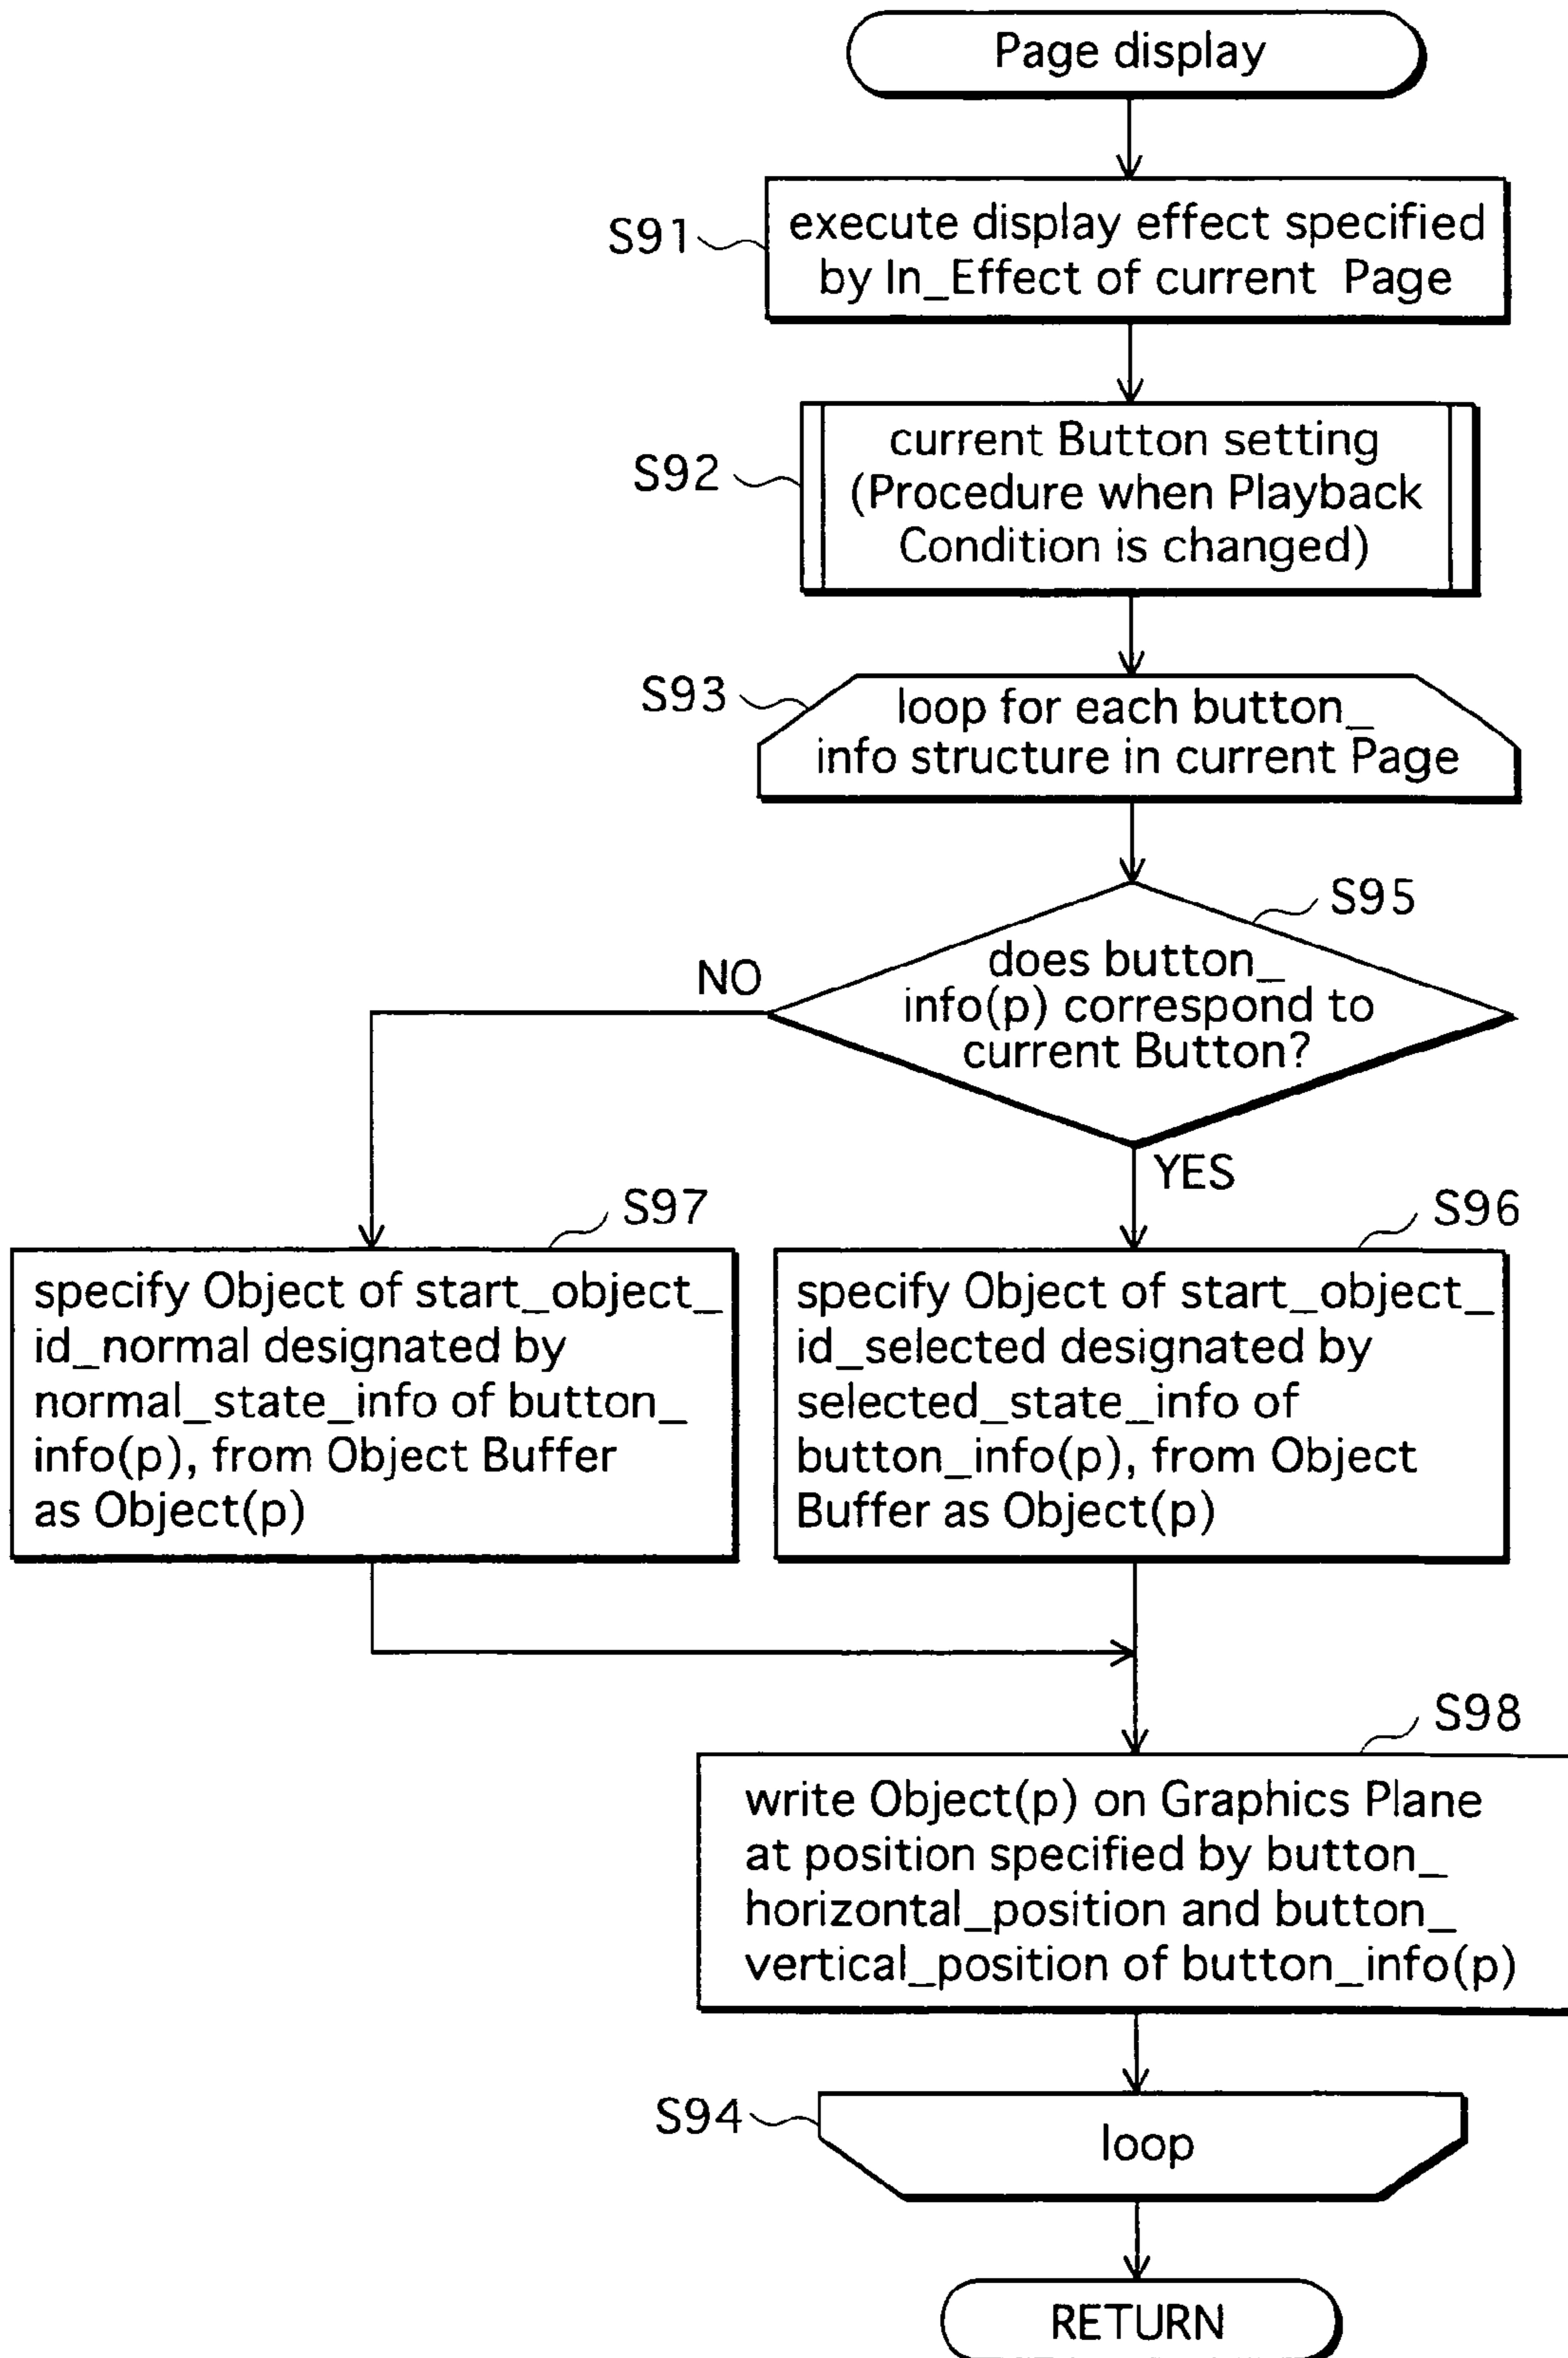 Page display
S91
execute display effect specified
by In_Effect of current Page
S92
current Button setting
(Procedure when Playback
Condition is changed)
S93
loop for each button_
info structure in current Page
S95
does button_
info(p) correspond to
current Button?
NO
YES
S97
specify Object of start_object_
id_normal designated by
normal_state_info of button_
info(p), from Object Buffer
as Object(p)
S96
specify Object of start_object_
id_selected designated by
selected_state_info of
button_info(p), from Object
Buffer as Object(p)
S98
write Object(p) on Graphics Plane
at position specified by button_
horizontal_position and button_
vertical_position of button_info(p)
S94
loop
RETURN